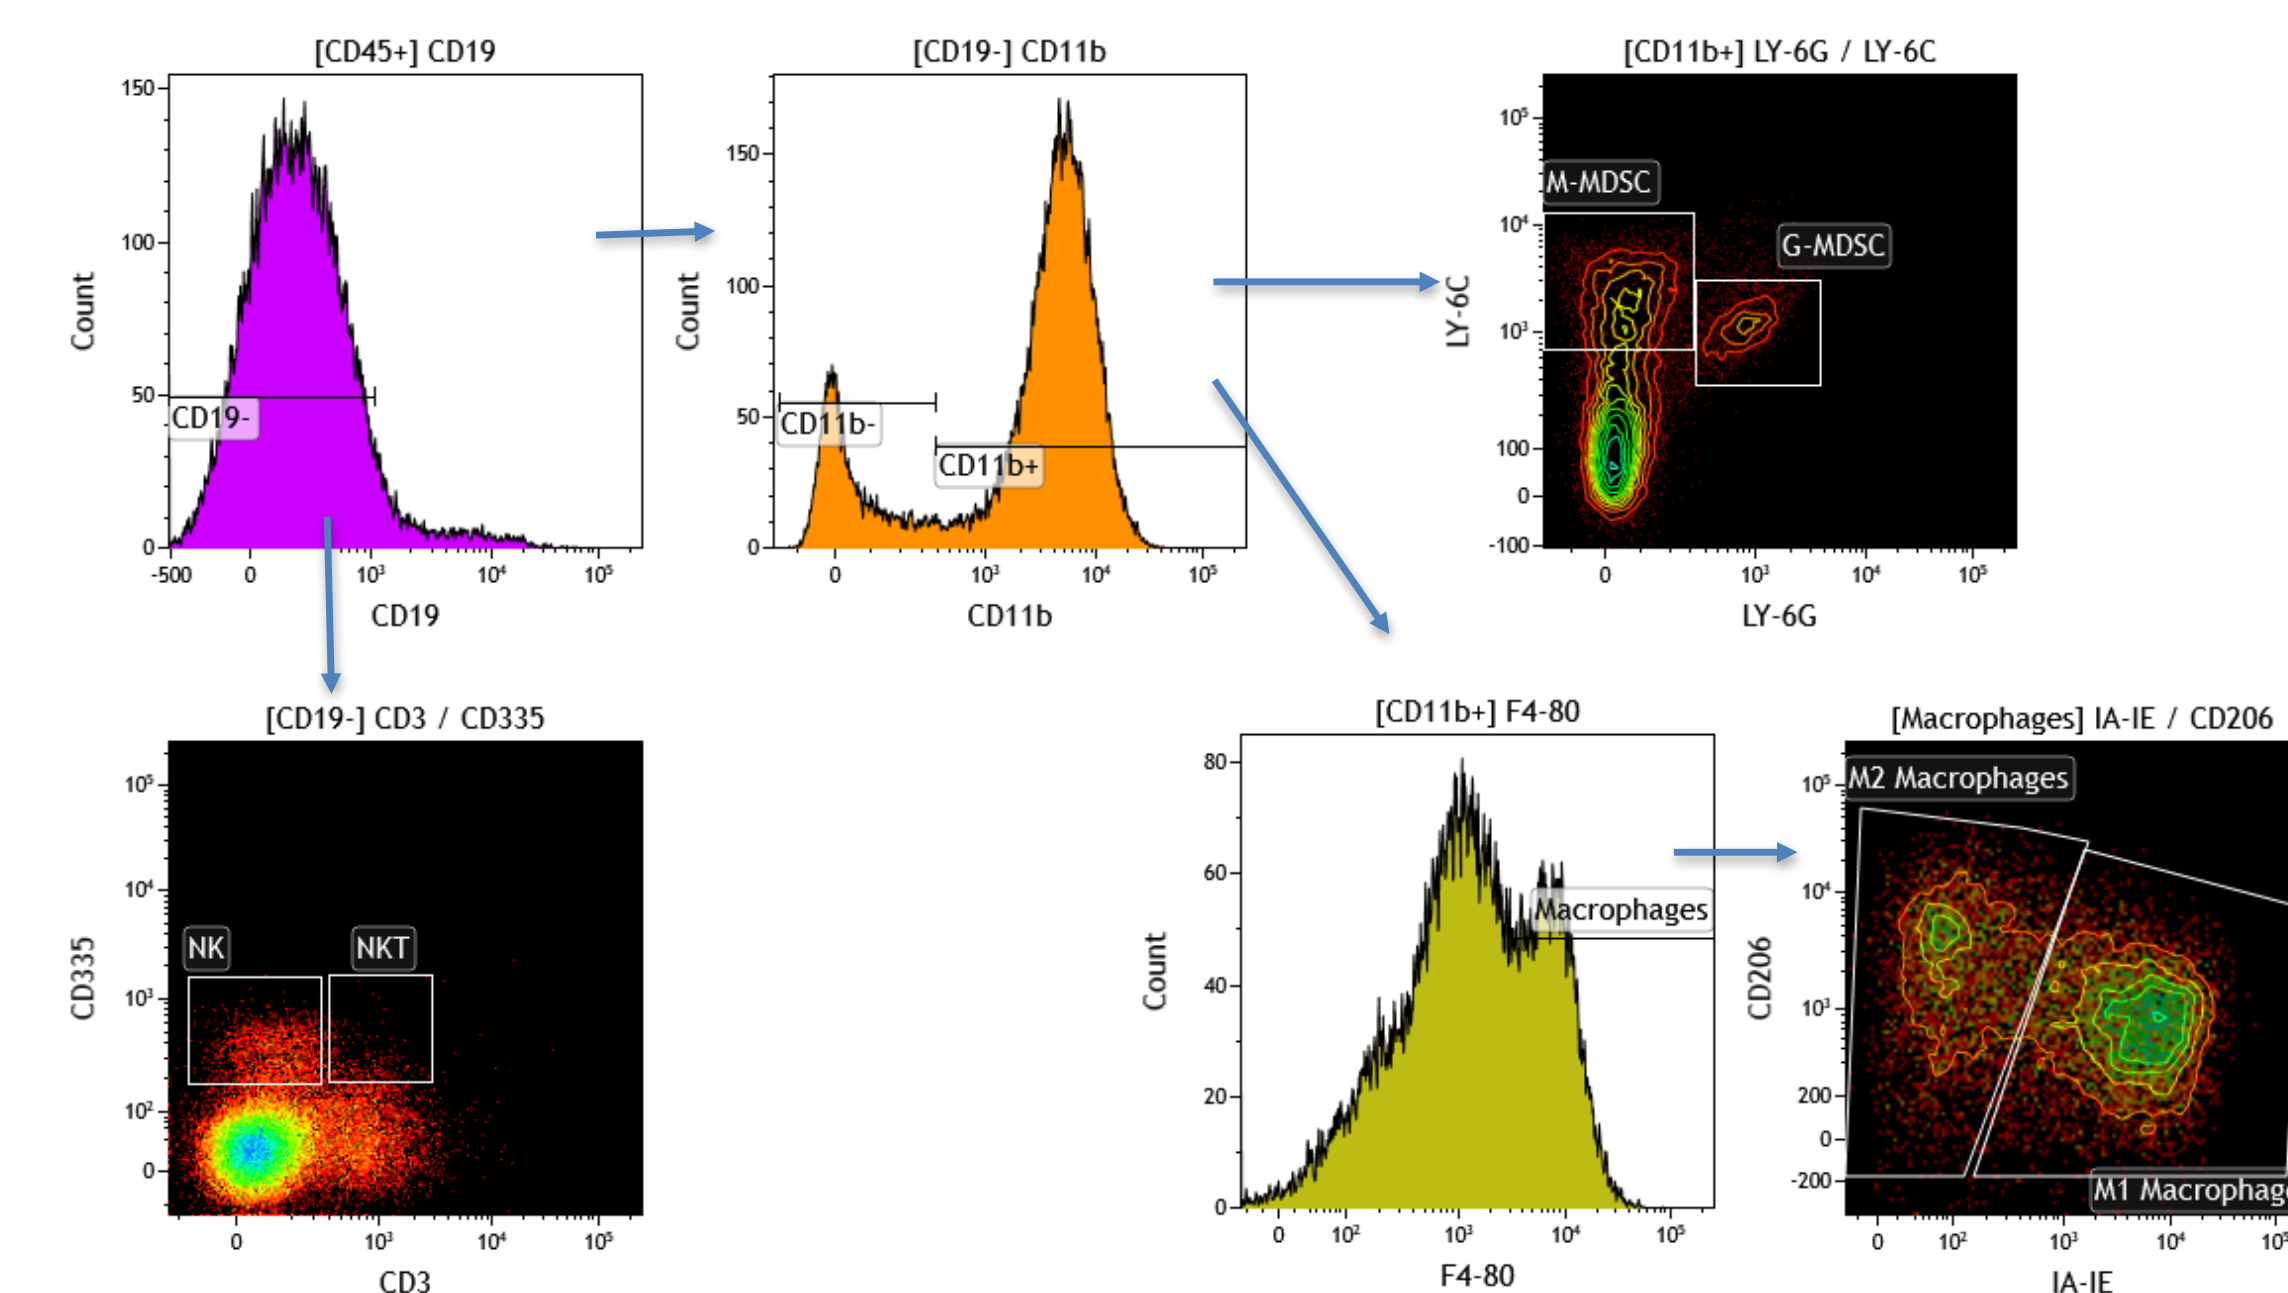 [CD45+] CD19
150
100
50
0
-500
0
10³
10⁴
10⁵
Count
CD19
CD19-
[CD19-] CD11b
150
100
50
0
0
10³
10⁴
10⁵
Count
CD11b
CD11b-
CD11b+
[CD11b+] LY-6G / LY-6C
10⁵
10⁴
10³
100
0
-100
0
10³
10⁴
10⁵
LY-6C
LY-6G
M-MDSC
G-MDSC
[CD19-] CD3 / CD335
10⁵
10⁴
10³
10²
0
0
10³
10⁴
10⁵
CD335
CD3
NK
NKT
[CD11b+] F4-80
80
60
40
20
0
0
10²
10³
10⁴
10⁵
Count
F4-80
Macrophages
[Macrophages] IA-IE / CD206
10⁵
10⁴
10³
200
0
-200
0
10²
10³
10⁴
10⁵
CD206
IA-IE
M2 Macrophages
M1 Macrophag